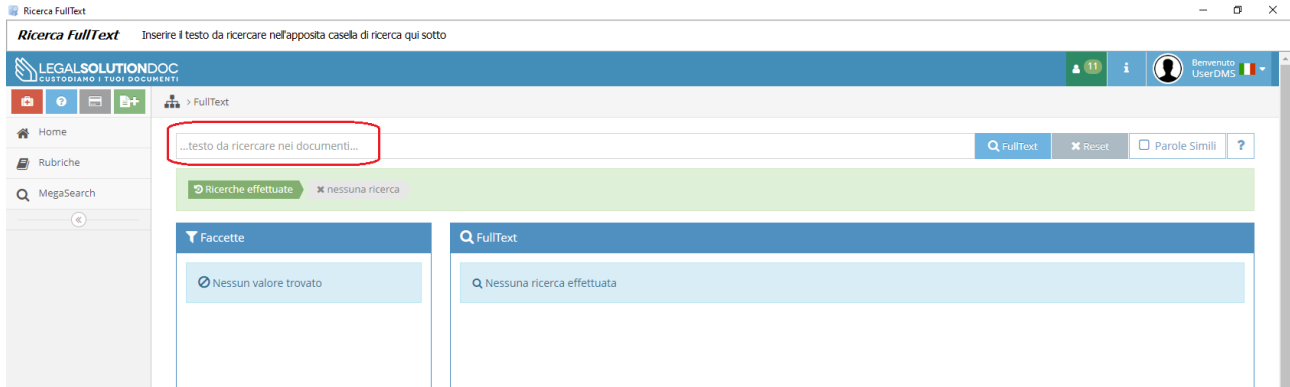 Ricerca FullText
Ricerca FullText Inserire il testo da ricercare nell'apposita casella di ricerca qui sotto
LEGALSOLUTIONDOC
CUSTODIAMO I TUOI DOCUMENTI
11
i
Benvenuto
UserDMS
> FullText
Home
Rubriche
MegaSearch
...testo da ricercare nei documenti...
FullText
Reset
Parole Simili
?
Ricerche effettuate
nessuna ricerca
Faccette
Nessun valore trovato
FullText
Nessuna ricerca effettuata